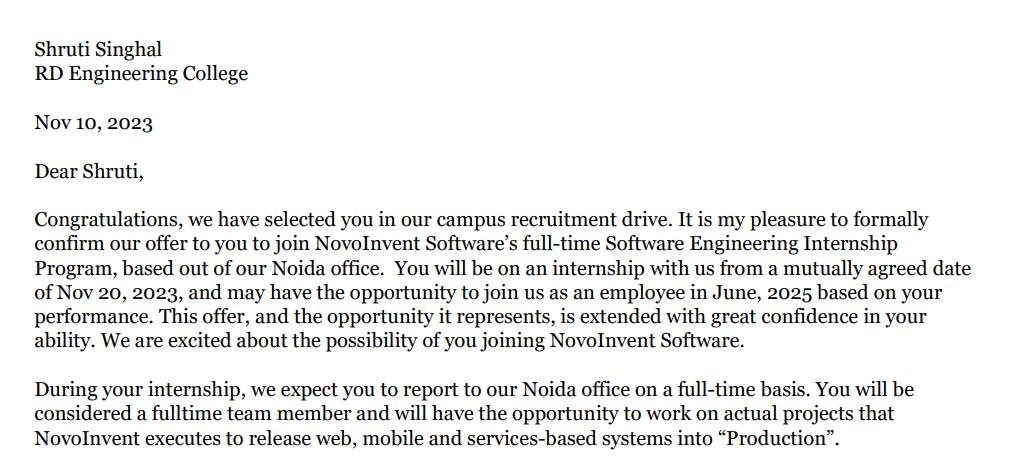 Shruti Singhal
RD Engineering College
Nov 10, 2023
Dear Shruti,
Congratulations, we have selected you in our campus recruitment drive. It is my pleasure to formally
confirm our offer to you to join NovoInvent Software’s full-time Software Engineering Internship
Program, based out of our Noida office.  You will be on an internship with us from a mutually agreed date
of Nov 20, 2023, and may have the opportunity to join us as an employee in June, 2025 based on your
performance. This offer, and the opportunity it represents, is extended with great confidence in your
ability. We are excited about the possibility of you joining NovoInvent Software.
During your internship, we expect you to report to our Noida office on a full-time basis. You will be
considered a fulltime team member and will have the opportunity to work on actual projects that
NovoInvent executes to release web, mobile and services-based systems into “Production”.